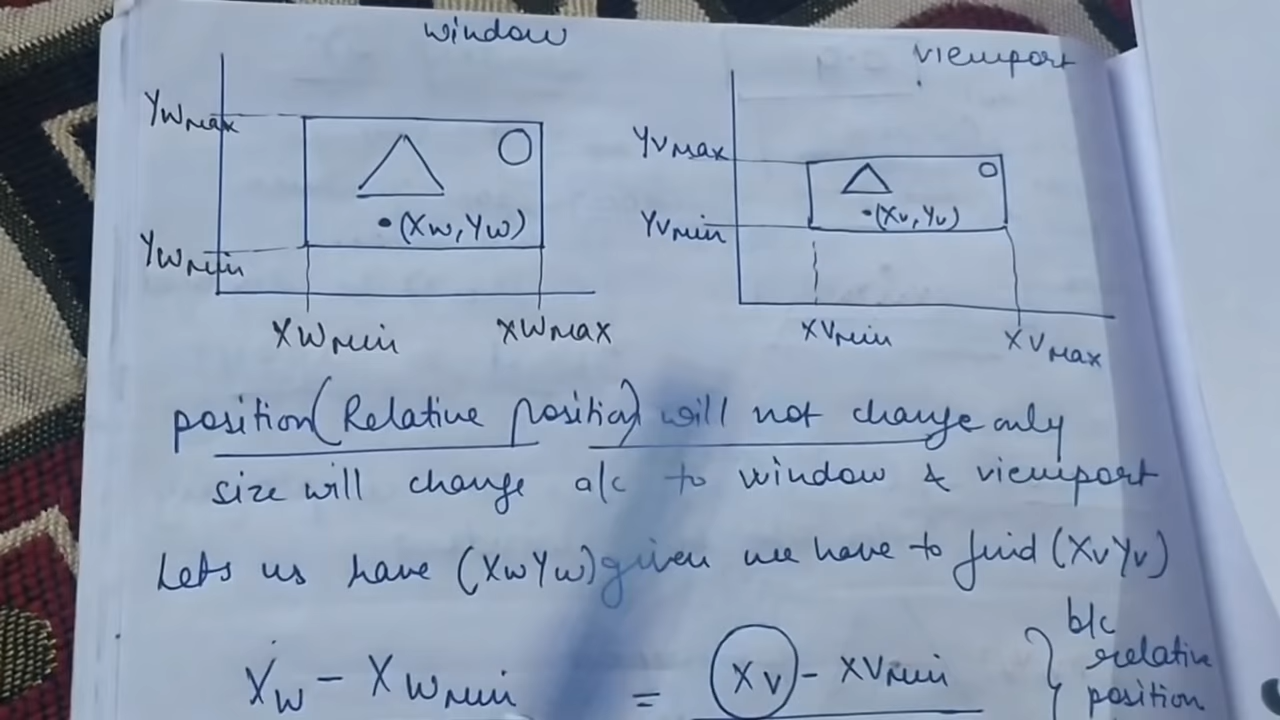 window
viewport
YWmax
YVmax
•(Xw,Yw)
•(Xv,Yv)
YVmin
YWmin
XWmin
XWmax
XVmin
XVmax
position(Relative position) will not change only
size will change a/c to window & viewport
Lets us have (XwYw) given we have to find (XvYv)
Xw - XWmin = Xv - XVmin
b/c
relative
position